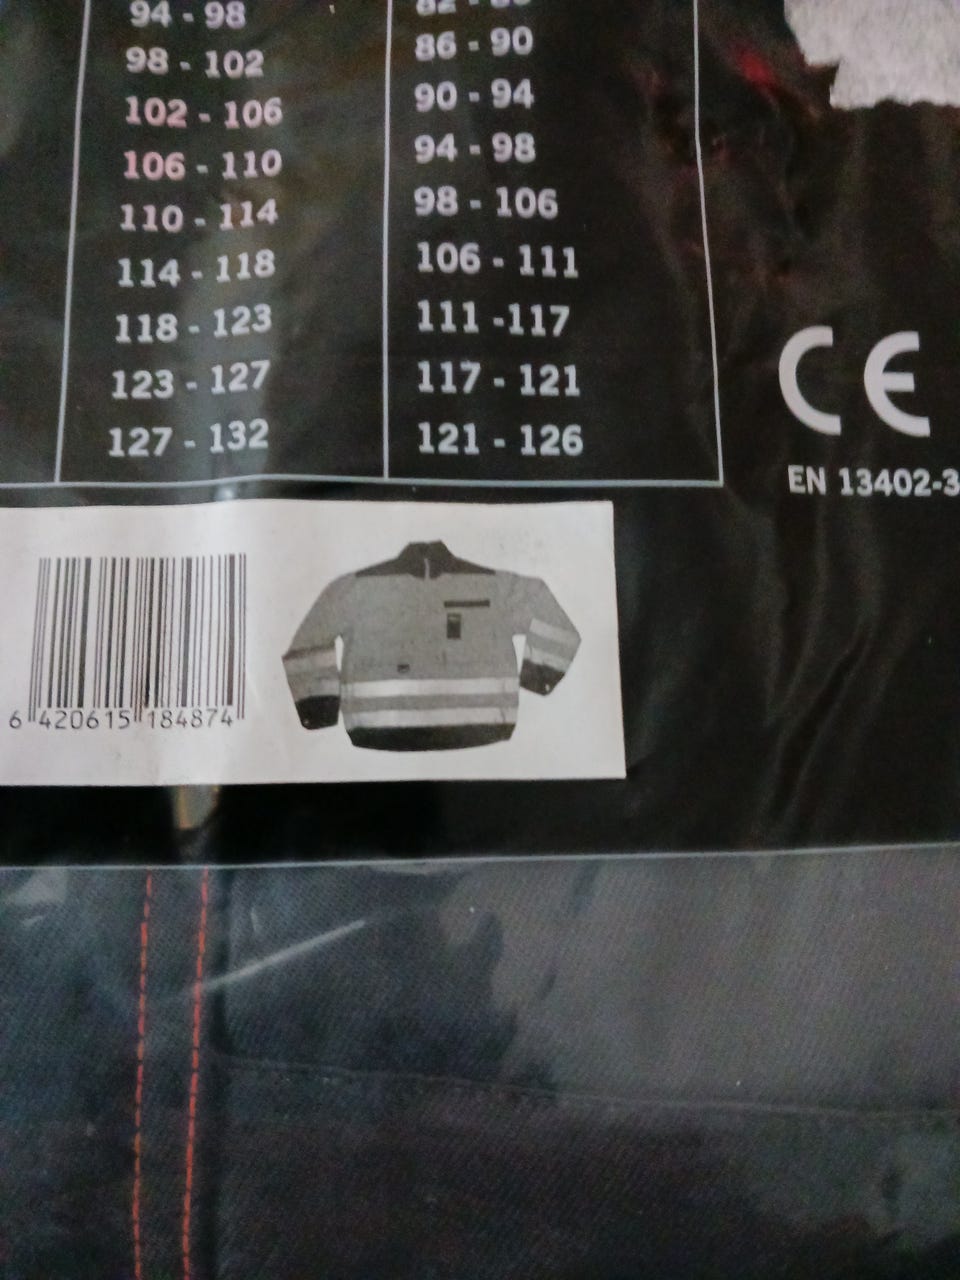 94 - 98
98 - 102 86 - 90
102 - 106 90 - 94
106 - 110 94 - 98
110 - 114 98 - 106
114 - 118 106 - 111
118 - 123 111 -117
123 - 127 117 - 121
127 - 132 121 - 126
CE
EN 13402-3
6 420615 184874